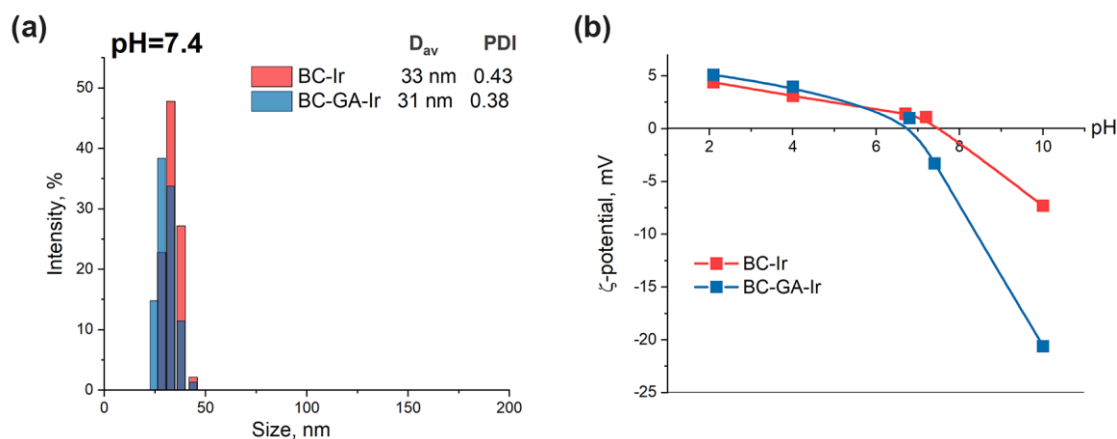 (a)
pH=7.4
D_av PDI
BC-Ir 33 nm 0.43
BC-GA-Ir 31 nm 0.38
50
40
30
20
10
0
Intensity, %
0 50 100 150 200
Size, nm
(b)
5
0
-5
-10
-15
-20
-25
ζ-potential, mV
2 4 6 8 10
pH
BC-Ir
BC-GA-Ir